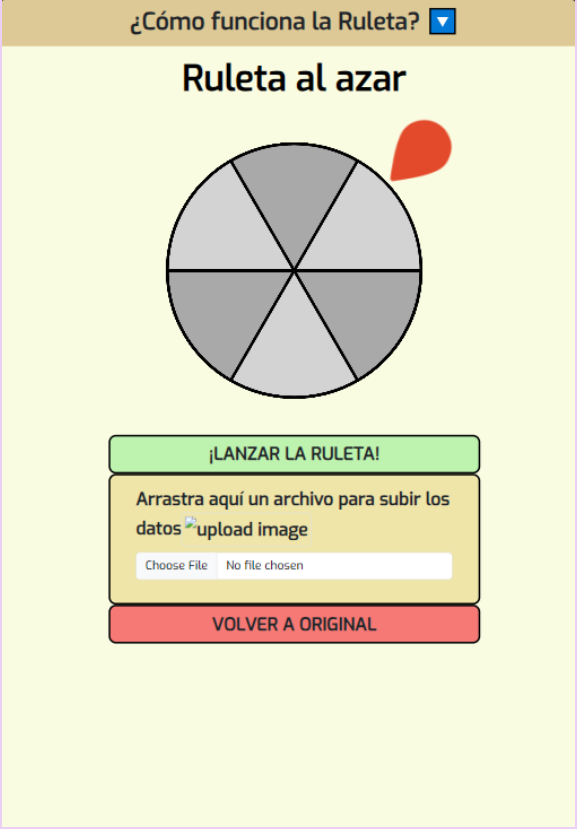 ¿Cómo funciona la Ruleta? 🔽
Ruleta al azar
¡LANZAR LA RULETA!
Arrastra aquí un archivo para subir los
datos upload image
Choose File No file chosen
VOLVER A ORIGINAL